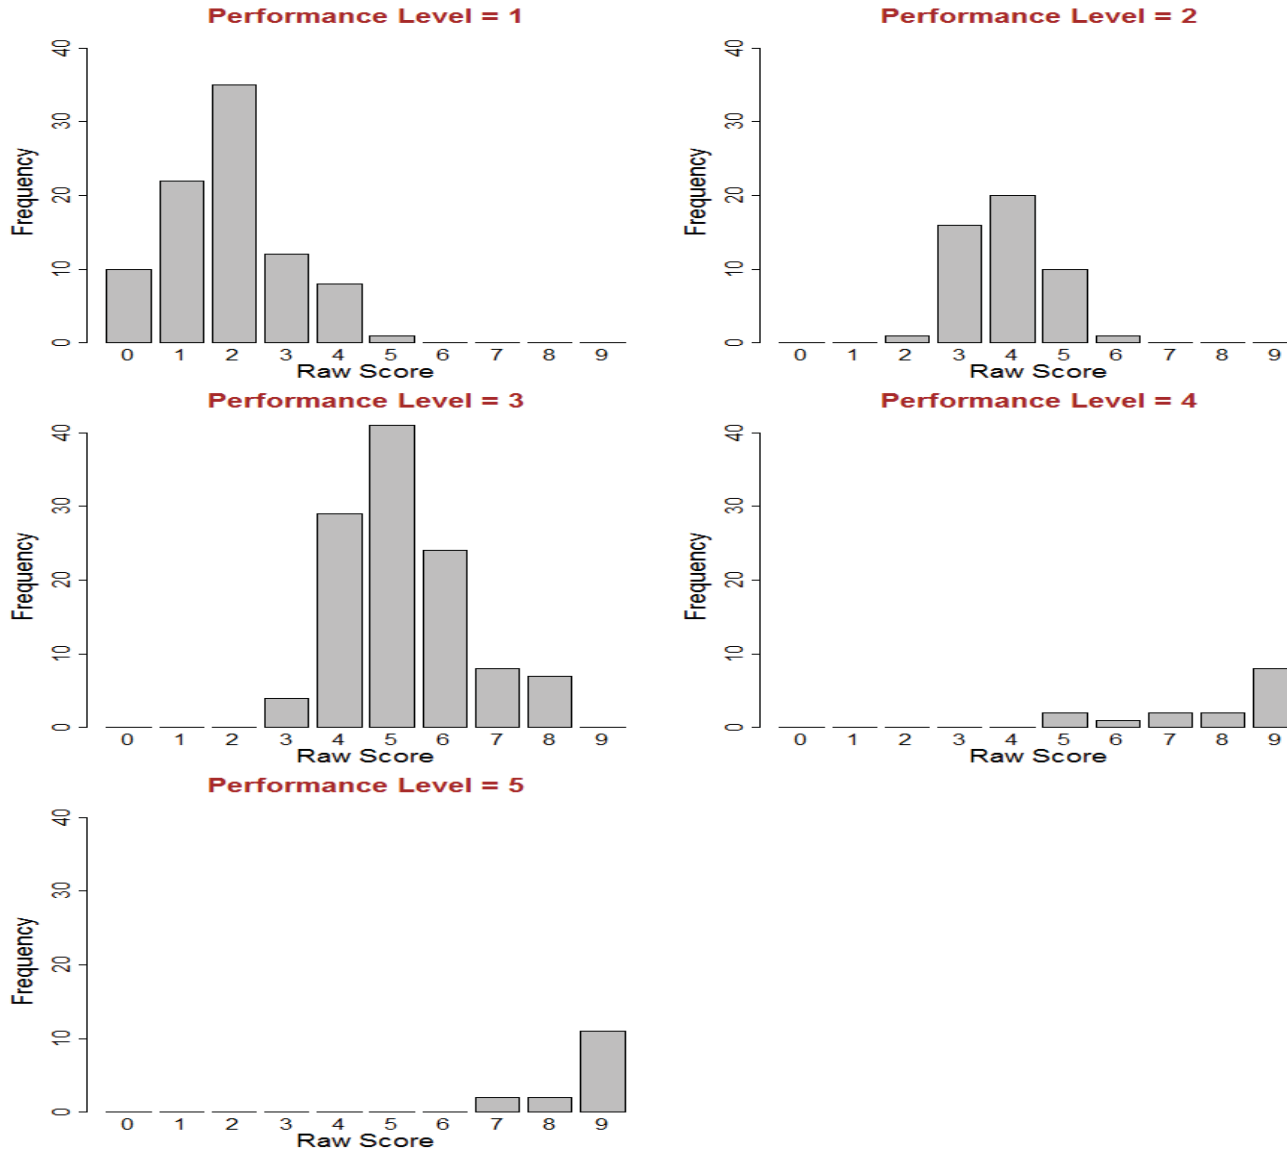 Performance Level = 1
40
30
20
10
0
Frequency
0 1 2 3 4 5 6 7 8 9
Raw Score
Performance Level = 2
40
30
20
10
0
Frequency
0 1 2 3 4 5 6 7 8 9
Raw Score
Performance Level = 3
40
30
20
10
0
Frequency
0 1 2 3 4 5 6 7 8 9
Raw Score
Performance Level = 4
40
30
20
10
0
Frequency
0 1 2 3 4 5 6 7 8 9
Raw Score
Performance Level = 5
40
30
20
10
0
Frequency
0 1 2 3 4 5 6 7 8 9
Raw Score